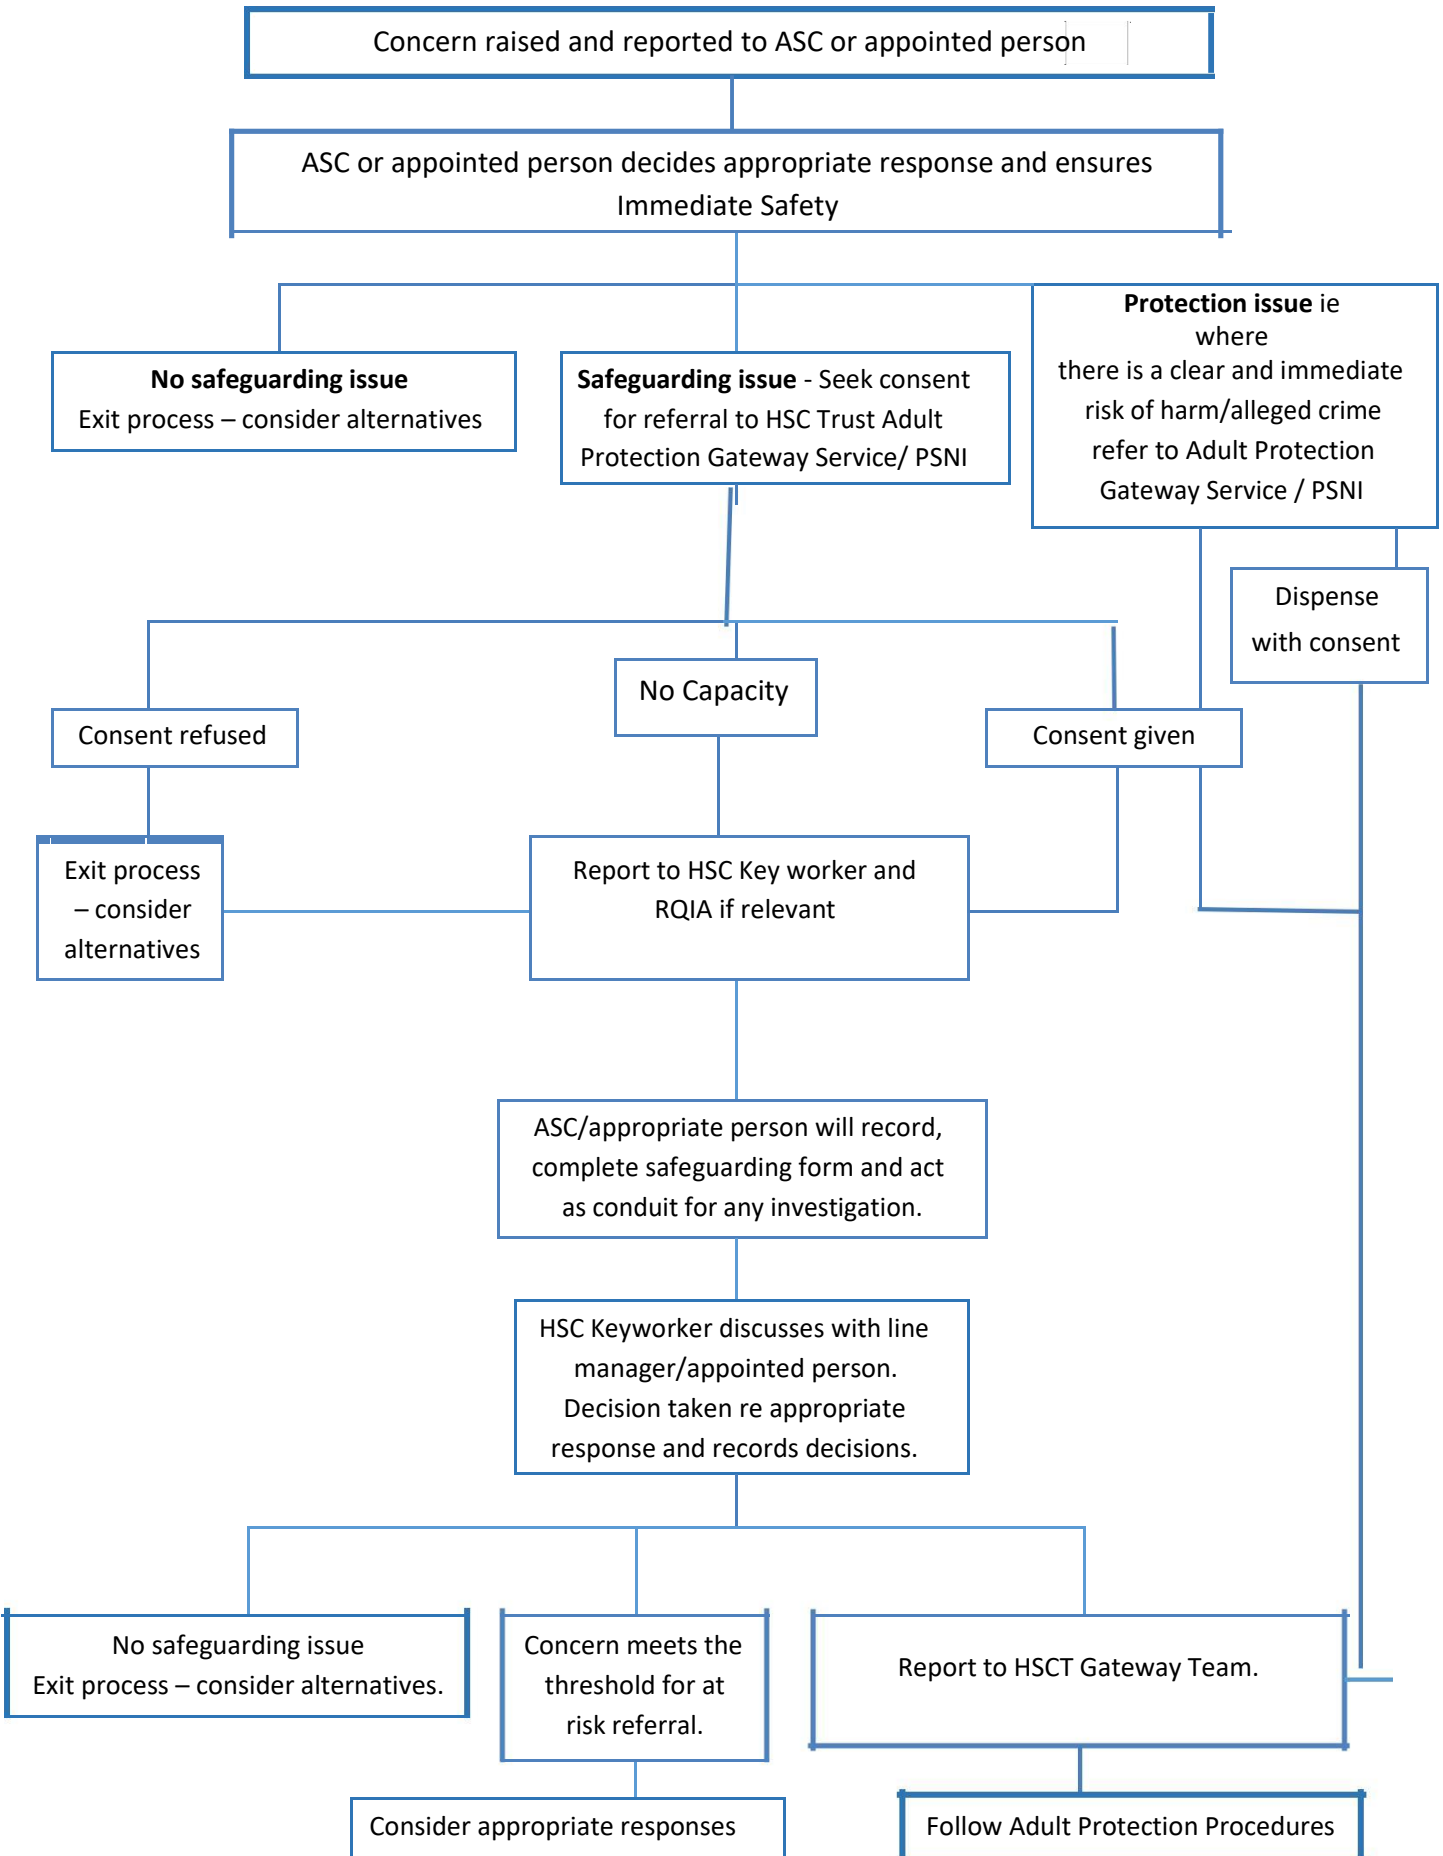 Concern raised and reported to ASC or appointed person
ASC or appointed person decides appropriate response and ensures
Immediate Safety
No safeguarding issue
Exit process – consider alternatives
Safeguarding issue - Seek consent
for referral to HSC Trust Adult
Protection Gateway Service/ PSNI
Protection issue ie
where
there is a clear and immediate
risk of harm/alleged crime
refer to Adult Protection
Gateway Service / PSNI
Dispense
with consent
No Capacity
Consent refused
Consent given
Exit process
– consider
alternatives
Report to HSC Key worker and
RQIA if relevant
ASC/appropriate person will record,
complete safeguarding form and act
as conduit for any investigation.
HSC Keyworker discusses with line
manager/appointed person.
Decision taken re appropriate
response and records decisions.
No safeguarding issue
Exit process – consider alternatives.
Concern meets the
threshold for at
risk referral.
Report to HSCT Gateway Team.
Consider appropriate responses
Follow Adult Protection Procedures